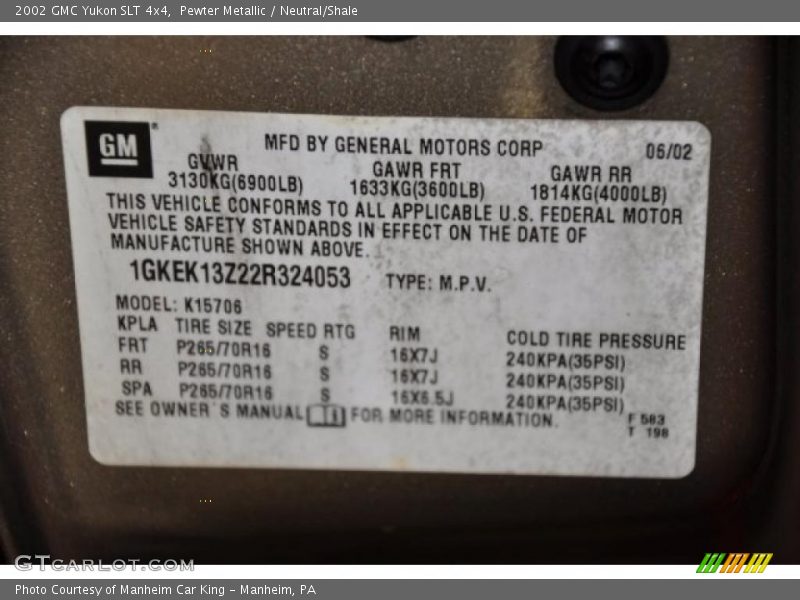 2002 GMC Yukon SLT 4x4, Pewter Metallic / Neutral/Shale
GM
MFD BY GENERAL MOTORS CORP 06/02
GVWR GAWR FRT GAWR RR
3130KG(6900LB) 1633KG(3600LB) 1814KG(4000LB)
THIS VEHICLE CONFORMS TO ALL APPLICABLE U.S. FEDERAL MOTOR
VEHICLE SAFETY STANDARDS IN EFFECT ON THE DATE OF
MANUFACTURE SHOWN ABOVE.
1GKEK13Z22R324053 TYPE: M.P.V.
MODEL: K15706
KPLA TIRE SIZE SPEED RTG RIM COLD TIRE PRESSURE
FRT P265/70R16 S 16X7J 240KPA(35PSI)
RR P265/70R16 S 16X7J 240KPA(35PSI)
SPA P265/70R16 S 16X6.5J 240KPA(35PSI)
SEE OWNER'S MANUAL FOR MORE INFORMATION.
F 583
T 198
GTCARLOT.COM
Photo Courtesy of Manheim Car King - Manheim, PA